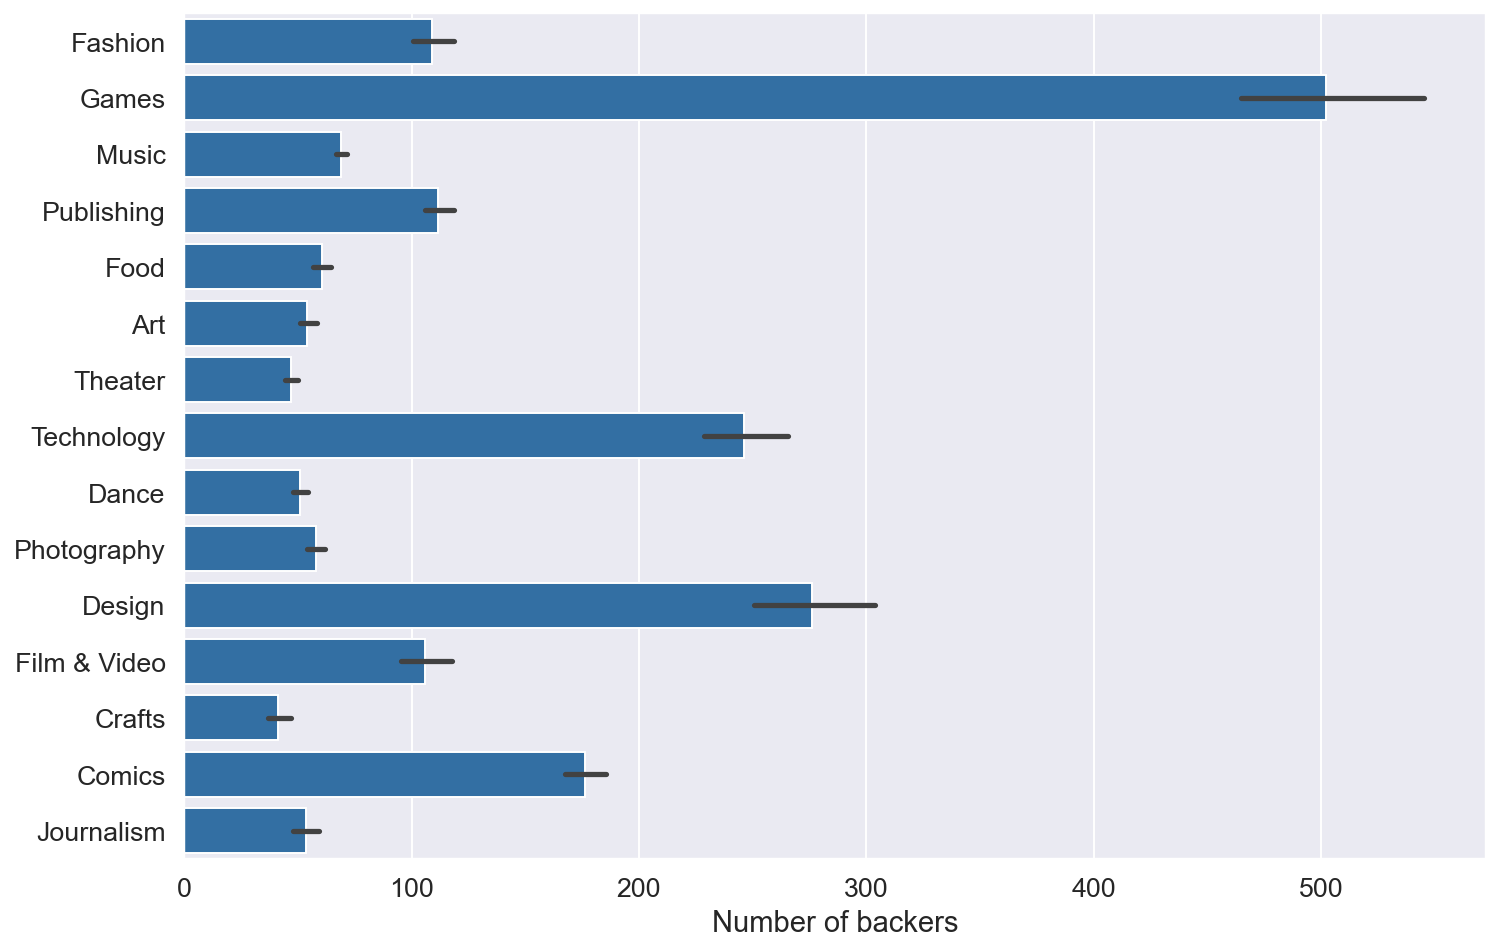 Fashion
Games
Music
Publishing
Food
Art
Theater
Technology
Dance
Photography
Design
Film & Video
Crafts
Comics
Journalism
0 100 200 300 400 500
Number of backers